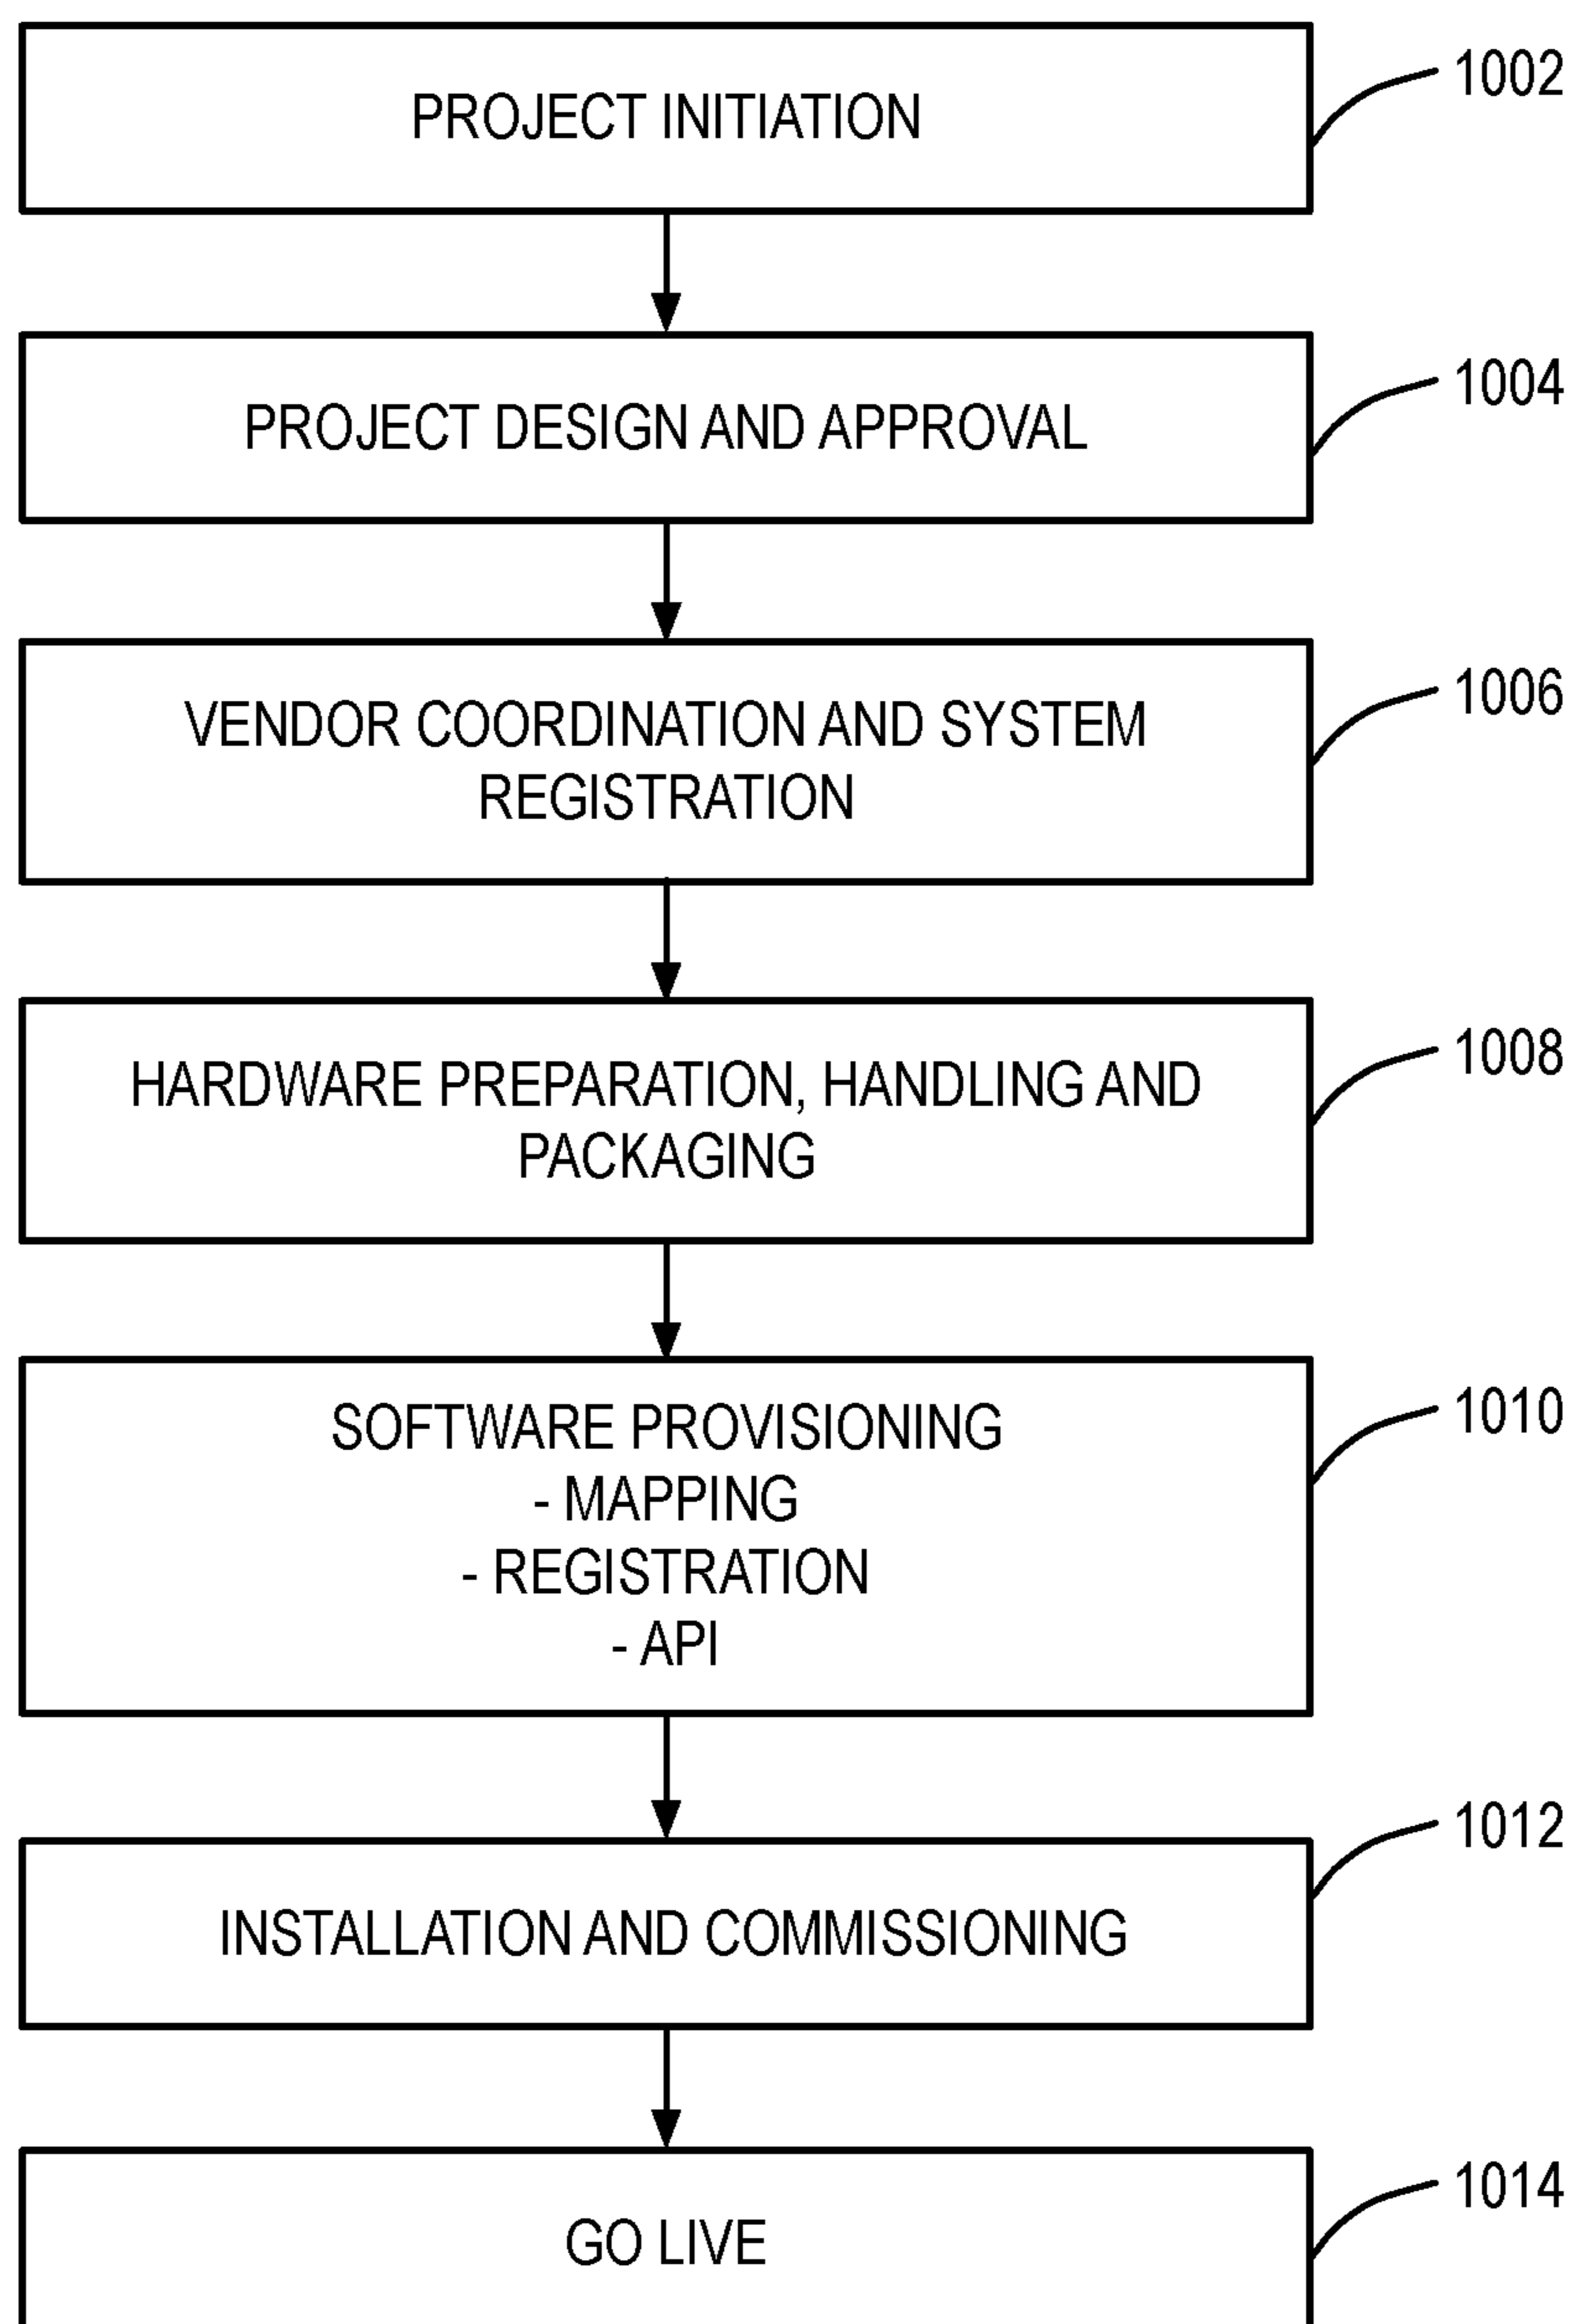 PROJECT INITIATION
1002
PROJECT DESIGN AND APPROVAL
1004
VENDOR COORDINATION AND SYSTEM
REGISTRATION
1006
HARDWARE PREPARATION, HANDLING AND
PACKAGING
1008
SOFTWARE PROVISIONING
- MAPPING
- REGISTRATION
- API
1010
INSTALLATION AND COMMISSIONING
1012
GO LIVE
1014